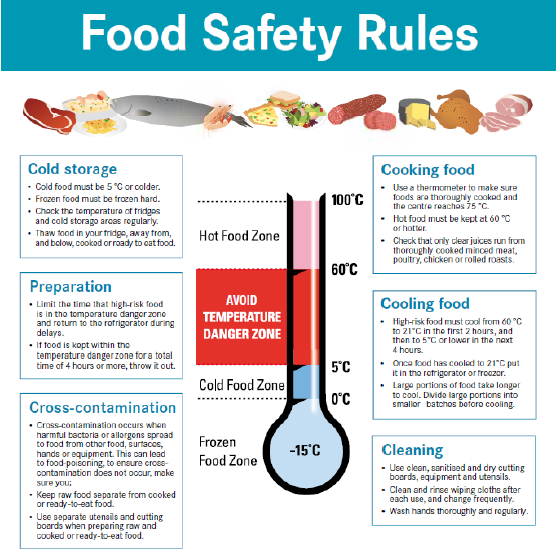 Food Safety Rules
Cold storage
• Cold food must be 5 °C or colder.
• Frozen food must be frozen hard.
• Check the temperature of fridges
and cold storage areas regularly.
• Thaw food in your fridge, away from,
and below, cooked or ready to eat food.
Preparation
• Limit the time that high-risk food
is in the temperature danger zone
and return to the refrigerator during
delays.
• If food is kept within the
temperature danger zone for a total
time of 4 hours or more, throw it out.
Cross-contamination
• Cross-contamination occurs when
harmful bacteria or allergens spread
to food from other food, surfaces,
hands or equipment. This can lead
to food-poisoning, to ensure cross-
contamination does not occur, make
sure you;
• Keep raw food separate from cooked
or ready-to-eat food.
• Use separate utensils and cutting
boards when preparing raw and
cooked or ready-to-eat food.
100°C
Hot Food Zone
60°C
AVOID
TEMPERATURE
DANGER ZONE
5°C
Cold Food Zone
0°C
Frozen
Food Zone
-15°C
Cooking food
• Use a thermometer to make sure
foods are thoroughly cooked and
the centre reaches 75 °C.
• Hot food must be kept at 60 °C
or hotter.
• Check that only clear juices run from
thoroughly cooked minced meat,
poultry, chicken or rolled roasts.
Cooling food
• High-risk food must cool from 60 °C
to 21°C in the first 2 hours, and
then to 5°C or lower in the next
4 hours.
• Once food has cooled to 21°C put
it in the refrigerator or freezer.
• Large portions of food take longer
to cool. Divide large portions into
smaller batches before cooling.
Cleaning
• Use clean, sanitised and dry cutting
boards, equipment and utensils.
• Clean and rinse wiping cloths after
each use, and change frequently.
• Wash hands thoroughly and regularly.